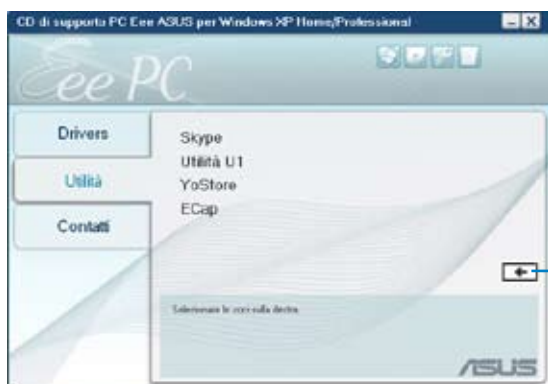 CD di supporto PC Eee ASUS per Windows XP Home/Professional
Eee PC
Drivers
Utilità
Contatti
Skype
Utilità U1
YoStore
ECap
Selezionare le voci sulla destra.
ASUS